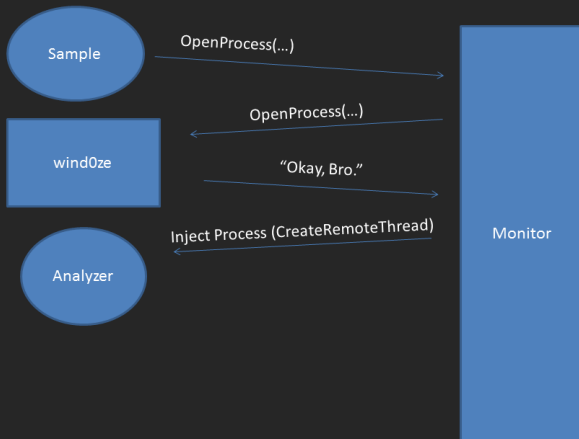 Sample
OpenProcess(...)
OpenProcess(...)
wind0ze
“Okay, Bro.”
Inject Process (CreateRemoteThread)
Monitor
Analyzer